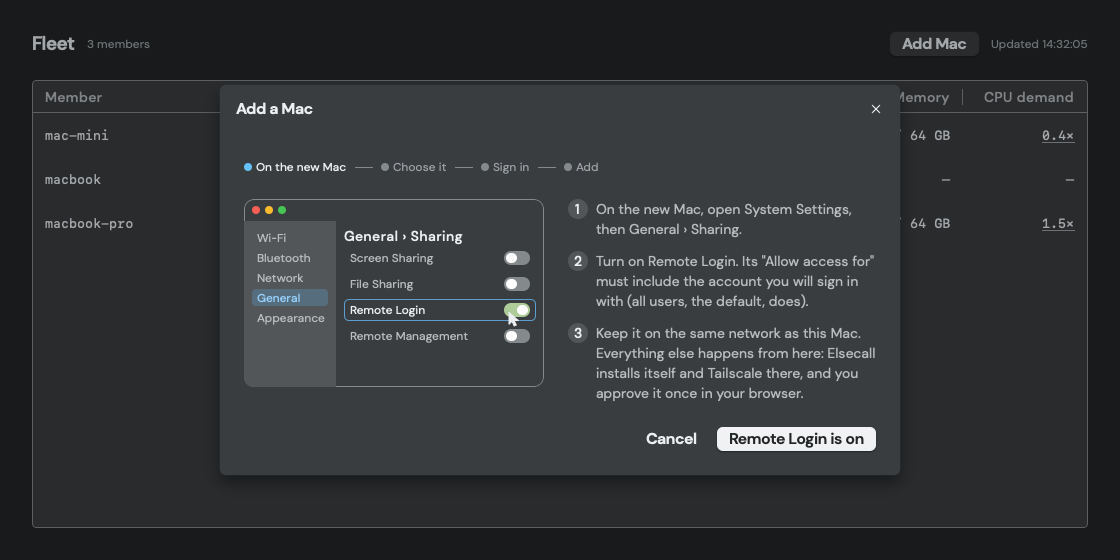 Fleet 3 members Add Mac Updated 14:32:05
Member Memory CPU demand
mac-mini 64 GB 0.4×
macbook – –
macbook-pro 64 GB 1.5×
Add a Mac ×
On the new Mac Choose it Sign in Add
Wi-Fi
Bluetooth
Network
General
Appearance
General › Sharing
Screen Sharing
File Sharing
Remote Login
Remote Management
1 On the new Mac, open System Settings,
then General › Sharing.
2 Turn on Remote Login. Its "Allow access for"
must include the account you will sign in
with (all users, the default, does).
3 Keep it on the same network as this Mac.
Everything else happens from here: Elsecall
installs itself and Tailscale there, and you
approve it once in your browser.
Cancel Remote Login is on